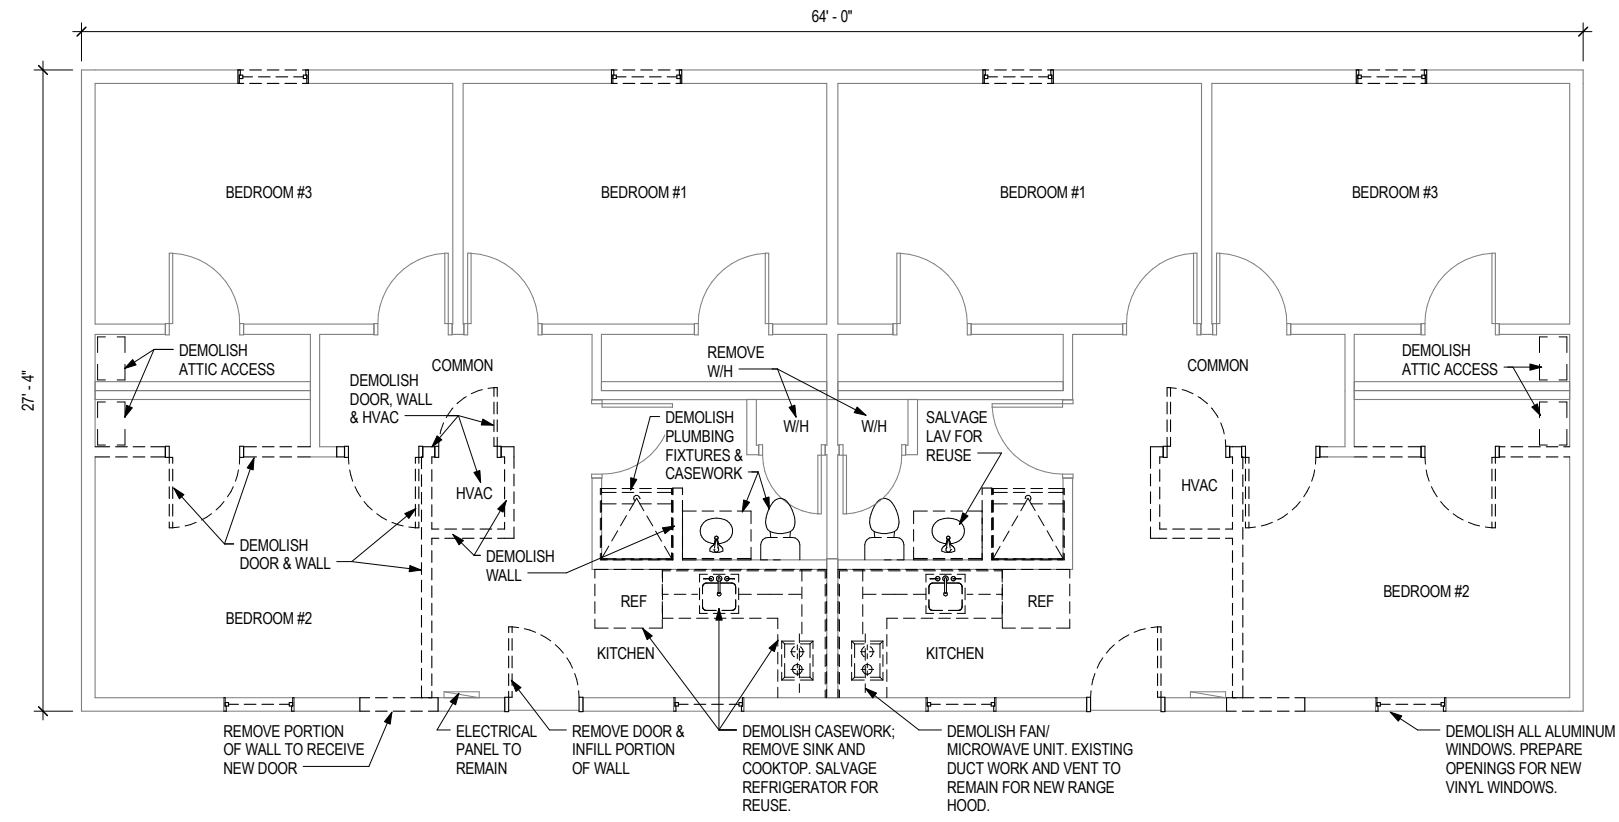 64' - 0"
27' - 4"
BEDROOM #3
BEDROOM #1
BEDROOM #1
BEDROOM #3
DEMOLISH
ATTIC ACCESS
COMMON
DEMOLISH
DOOR, WALL
& HVAC
REMOVE
W/H
COMMON
DEMOLISH
ATTIC ACCESS
DEMOLISH
PLUMBING
FIXTURES &
CASEWORK
W/H
W/H
SALVAGE
LAV FOR
REUSE
HVAC
HVAC
DEMOLISH
DOOR & WALL
DEMOLISH
WALL
BEDROOM #2
REF
REF
BEDROOM #2
KITCHEN
KITCHEN
REMOVE PORTION
OF WALL TO RECEIVE
NEW DOOR
ELECTRICAL
PANEL TO
REMAIN
REMOVE DOOR &
INFILL PORTION
OF WALL
DEMOLISH CASEWORK;
REMOVE SINK AND
COOKTOP. SALVAGE
REFRIGERATOR FOR
REUSE.
DEMOLISH FAN/
MICROWAVE UNIT. EXISTING
DUCT WORK AND VENT TO
REMAIN FOR NEW RANGE
HOOD.
DEMOLISH ALL ALUMINUM
WINDOWS. PREPARE
OPENINGS FOR NEW
VINYL WINDOWS.